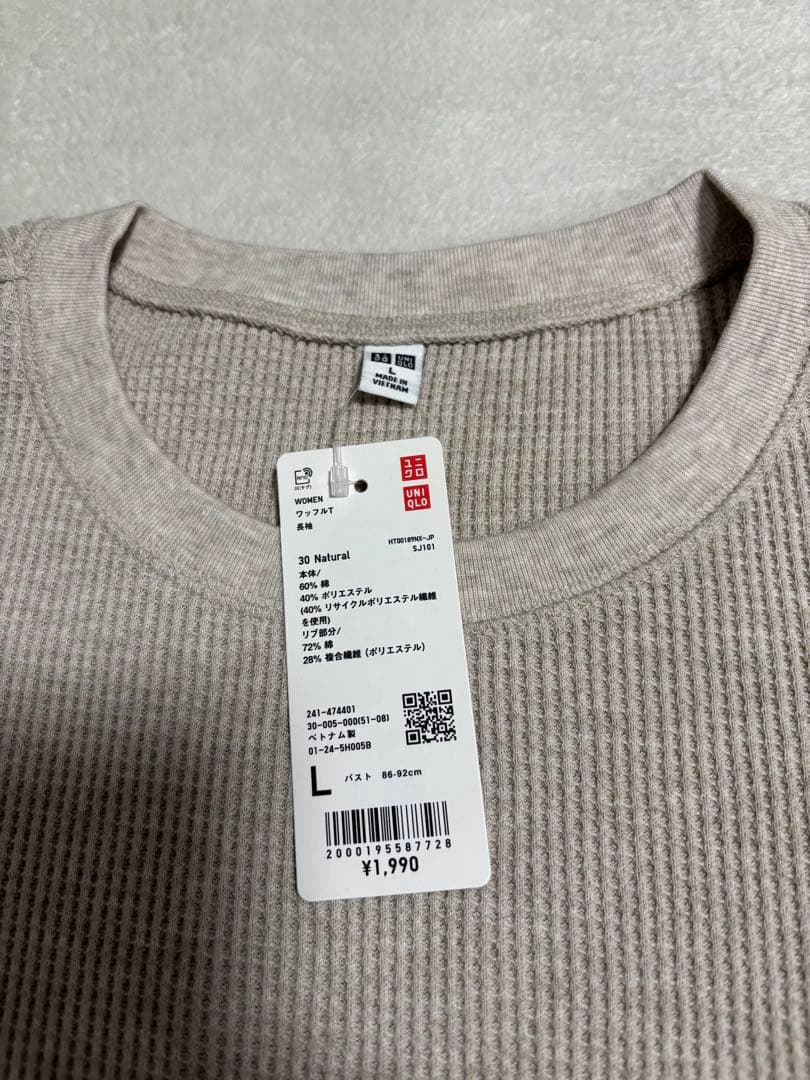 UNI
QLO
L
MADE IN
VIETNAM
ユニ
クロ
UNI
QLO
WOMEN
ワッフルT
長袖
HT00189NX-JP
SJ101
30 Natural
本体/
60% 綿
40% ポリエステル
(40% リサイクルポリエステル繊維
を使用)
リブ部分/
72% 綿
28% 複合繊維 (ポリエステル)
241-474401
30-005-000(51-08)
ベトナム製
01-24-5H005B
L バスト 86-92cm
2000195587728
¥1,990